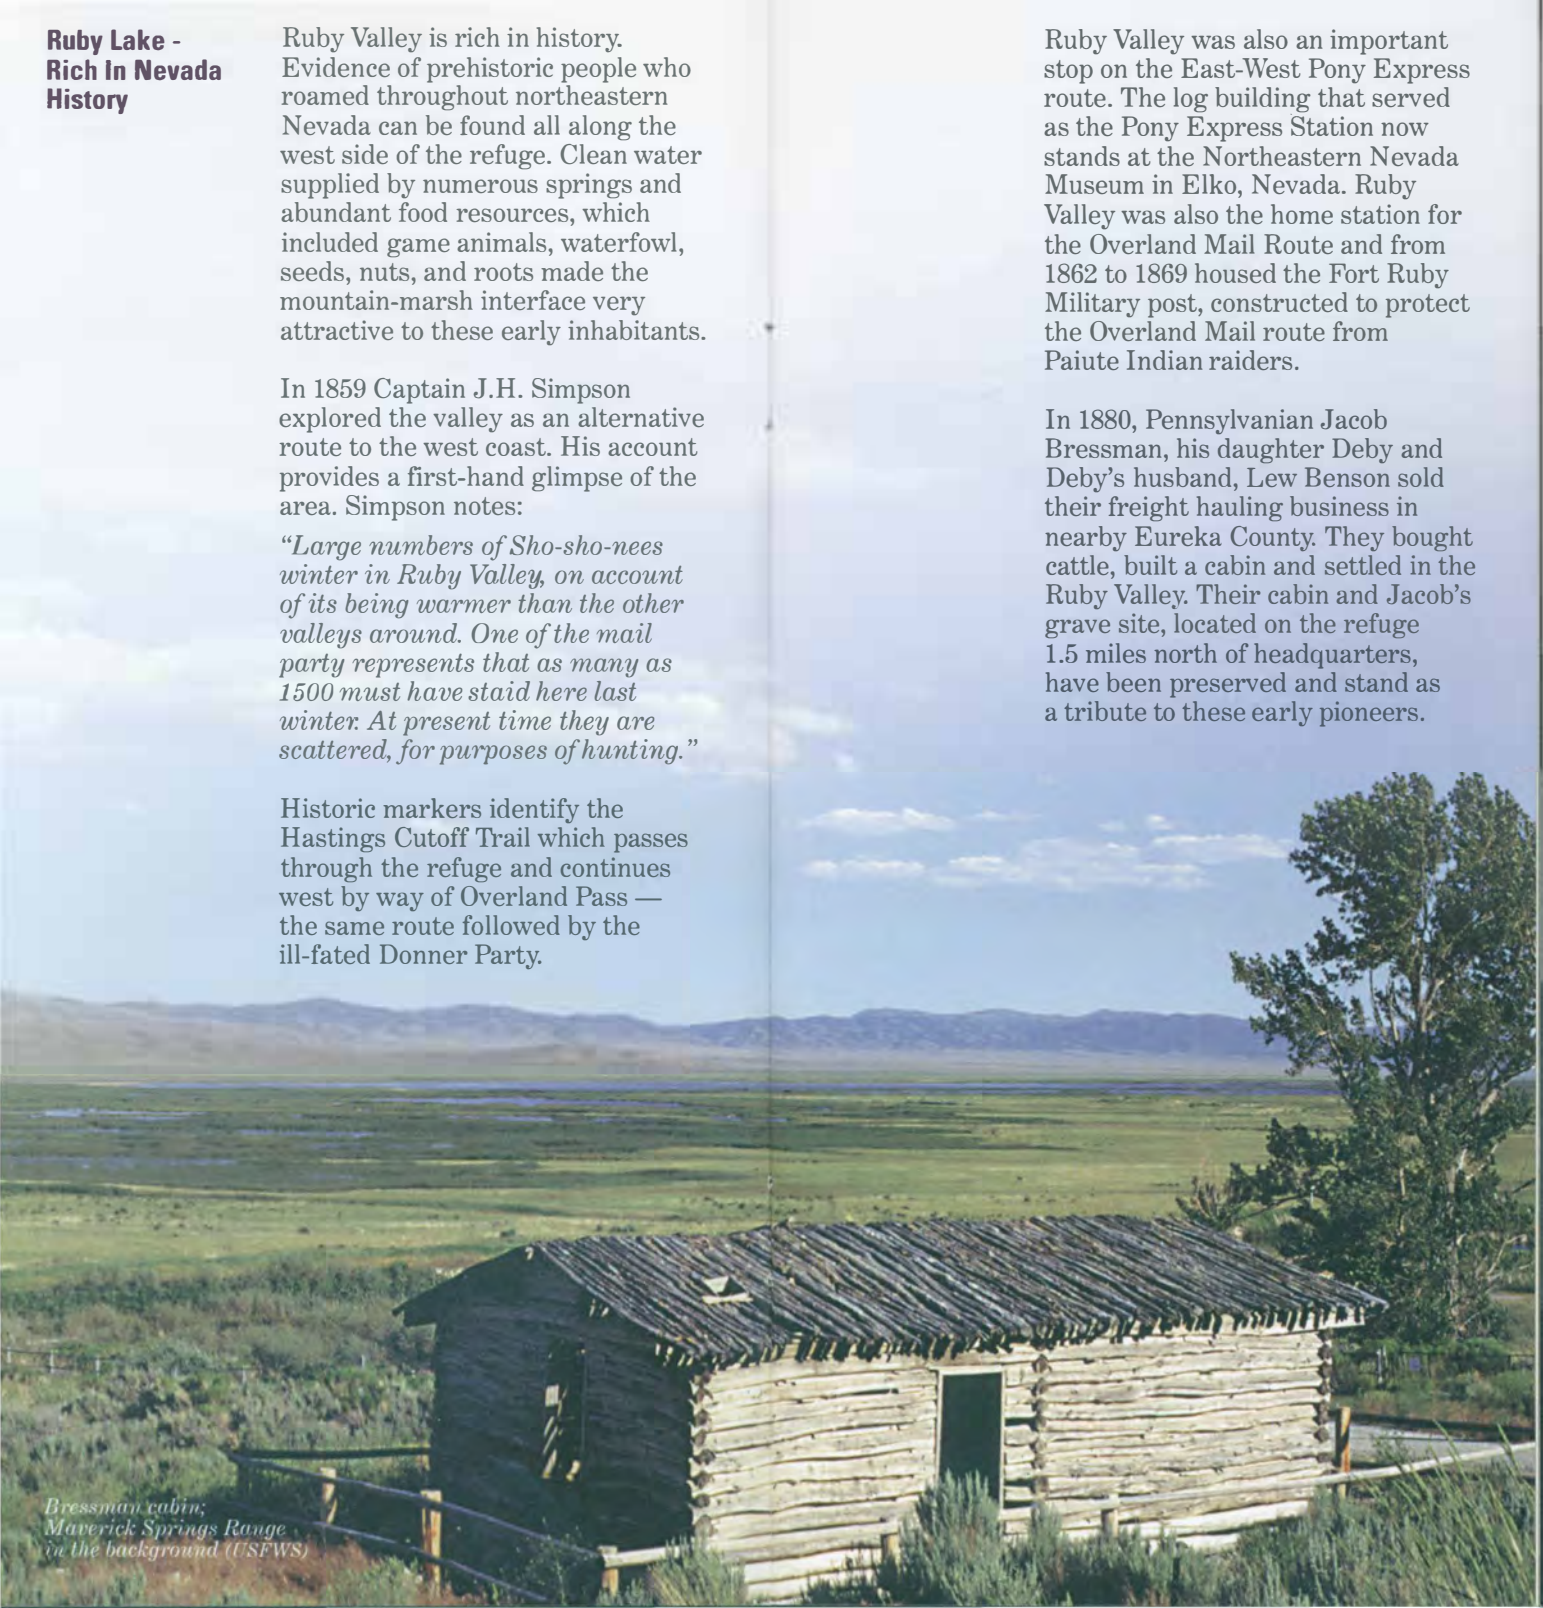 Ruby Lake -
Rich In Nevada
History
Ruby Valley is rich in history.
Evidence of prehistoric people who
roamed throughout northeastern
Nevada can be found all along the
west side of the refuge. Clean water
supplied by numerous springs and
abundant food resources, which
included game animals, waterfowl,
seeds, nuts, and roots made the
mountain-marsh interface very
attractive to these early inhabitants.
In 1859 Captain J.H. Simpson
explored the valley as an alternative
route to the west coast. His account
provides a first-hand glimpse of the
area. Simpson notes:
“Large numbers of Sho-sho-nees
winter in Ruby Valley, on account
of its being warmer than the other
valleys around. One of the mail
party represents that as many as
1500 must have staid here last
winter. At present time they are
scattered, for purposes of hunting.”
Historic markers identify the
Hastings Cutoff Trail which passes
through the refuge and continues
west by way of Overland Pass —
the same route followed by the
ill-fated Donner Party.
Ruby Valley was also an important
stop on the East-West Pony Express
route. The log building that served
as the Pony Express Station now
stands at the Northeastern Nevada
Museum in Elko, Nevada. Ruby
Valley was also the home station for
the Overland Mail Route and from
1862 to 1869 housed the Fort Ruby
Military post, constructed to protect
the Overland Mail route from
Paiute Indian raiders.
In 1880, Pennsylvanian Jacob
Bressman, his daughter Deby and
Deby’s husband, Lew Benson sold
their freight hauling business in
nearby Eureka County. They bought
cattle, built a cabin and settled in the
Ruby Valley. Their cabin and Jacob’s
grave site, located on the refuge
1.5 miles north of headquarters,
have been preserved and stand as
a tribute to these early pioneers.
Bressman cabin;
Maverick Springs Range
in the background (USFWS)